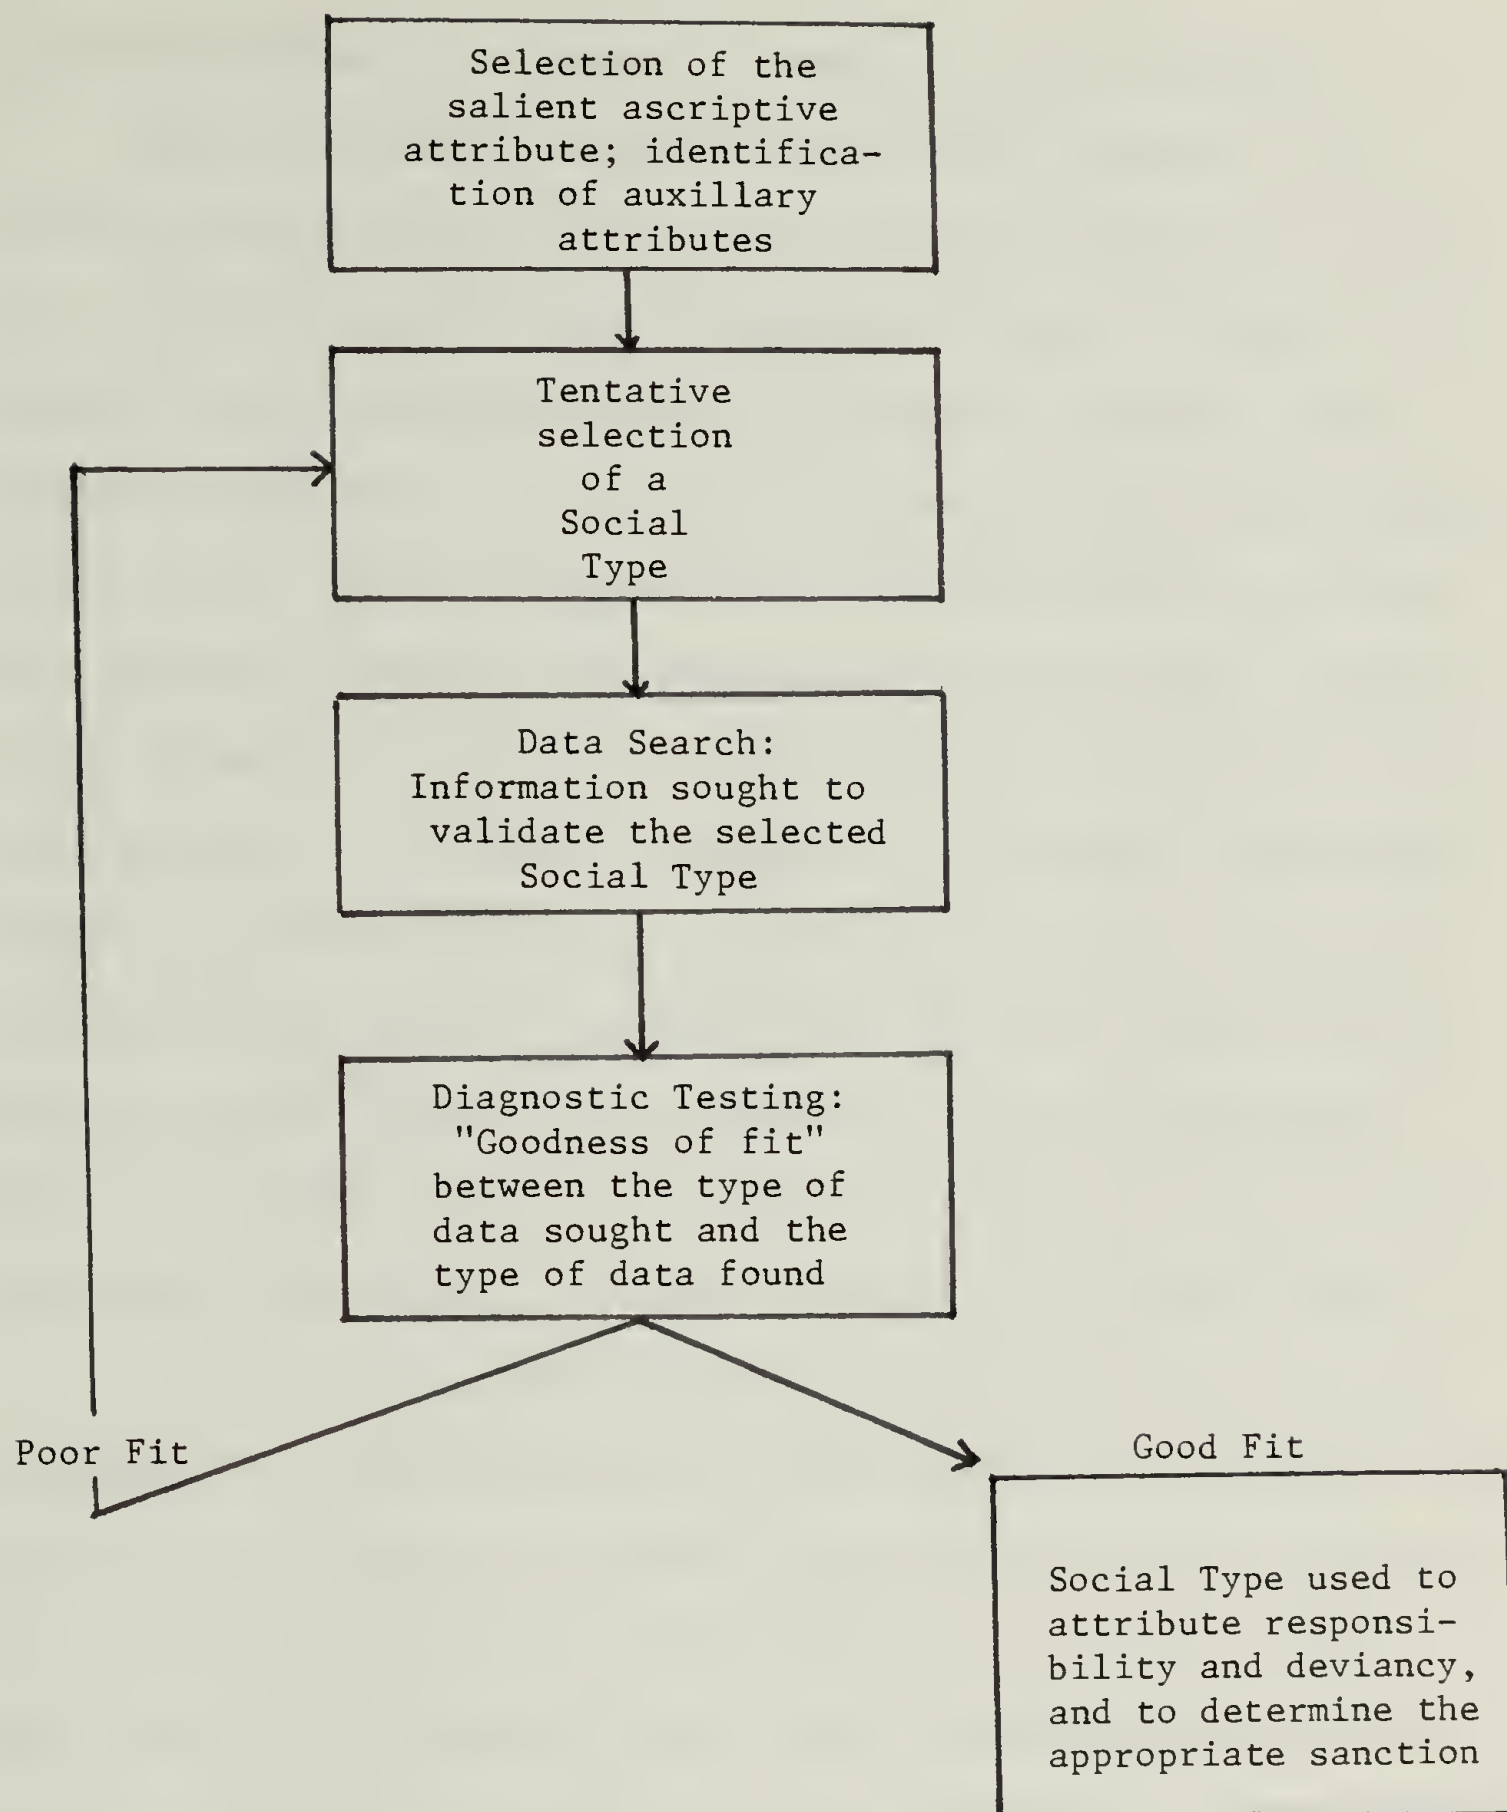 Selection of the
salient ascriptive
attribute; identifica-
tion of auxillary
attributes
Tentative
selection
of a
Social
Type
Data Search:
Information sought to
validate the selected
Social Type
Diagnostic Testing:
"Goodness of fit"
between the type of
data sought and the
type of data found
Poor Fit
Good Fit
Social Type used to
attribute responsi-
bility and deviancy,
and to determine the
appropriate sanction